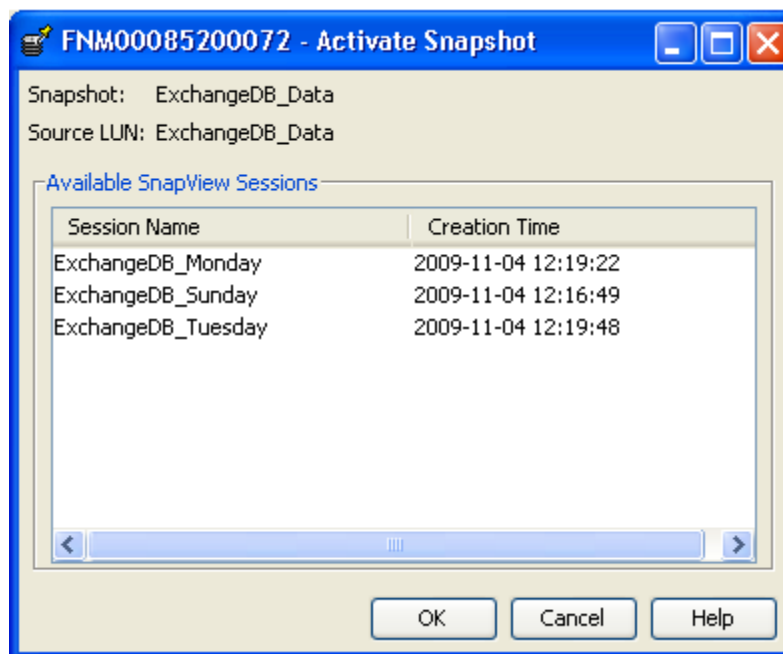 FNM00085200072 - Activate Snapshot
Snapshot: ExchangeDB_Data
Source LUN: ExchangeDB_Data
Available SnapView Sessions
Session Name Creation Time
ExchangeDB_Monday 2009-11-04 12:19:22
ExchangeDB_Sunday 2009-11-04 12:16:49
ExchangeDB_Tuesday 2009-11-04 12:19:48
OK Cancel Help